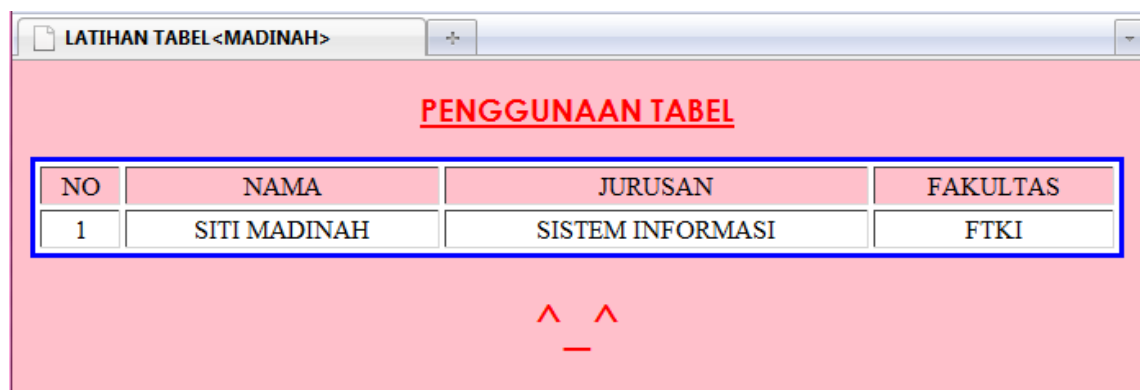 LATIHAN TABEL<MADINAH>
PENGGUNAAN TABEL
NO NAMA JURUSAN FAKULTAS
1 SITI MADINAH SISTEM INFORMASI FTKI
^_^